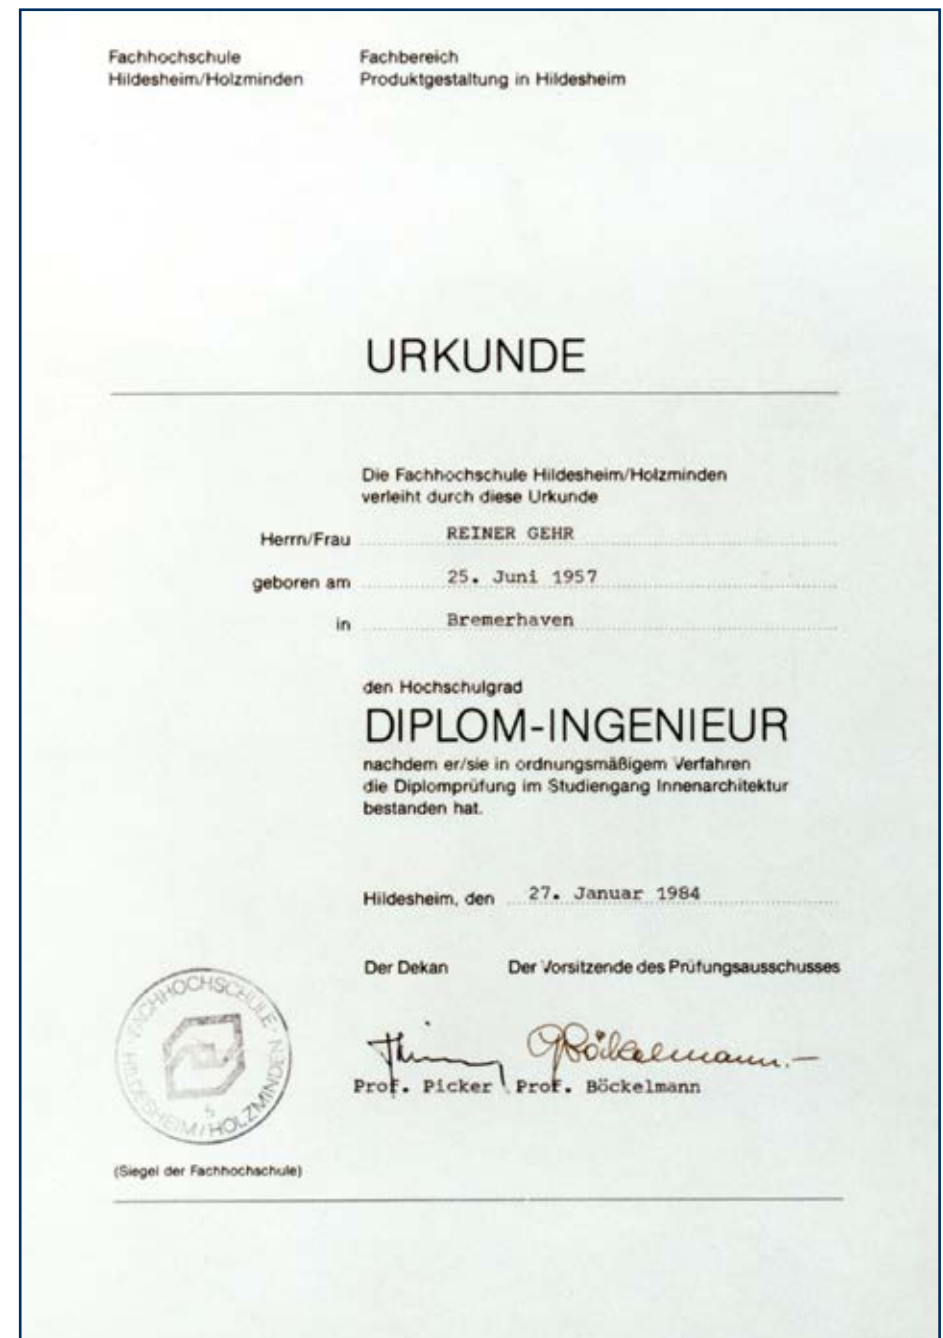 Fachhochschule
Hildesheim/Holzminden
Fachbereich
Produktgestaltung in Hildesheim
URKUNDE
Die Fachhochschule Hildesheim/Holzminden
verleiht durch diese Urkunde
Herrn/Frau REINER GEHR
geboren am 25. Juni 1957
in Bremerhaven
den Hochschulgrad
DIPLOM-INGENIEUR
nachdem er/sie in ordnungsmäßigem Verfahren
die Diplomprüfung im Studiengang Innenarchitektur
bestanden hat.
Hildesheim, den 27. Januar 1984
Der Dekan Der Vorsitzende des Prüfungsausschusses
Böckelmann.-
Prof. Picker Prof. Böckelmann
FACHHOCHSCHULE · HILDESHEIM/HOLZMINDEN
5
(Siegel der Fachhochschule)